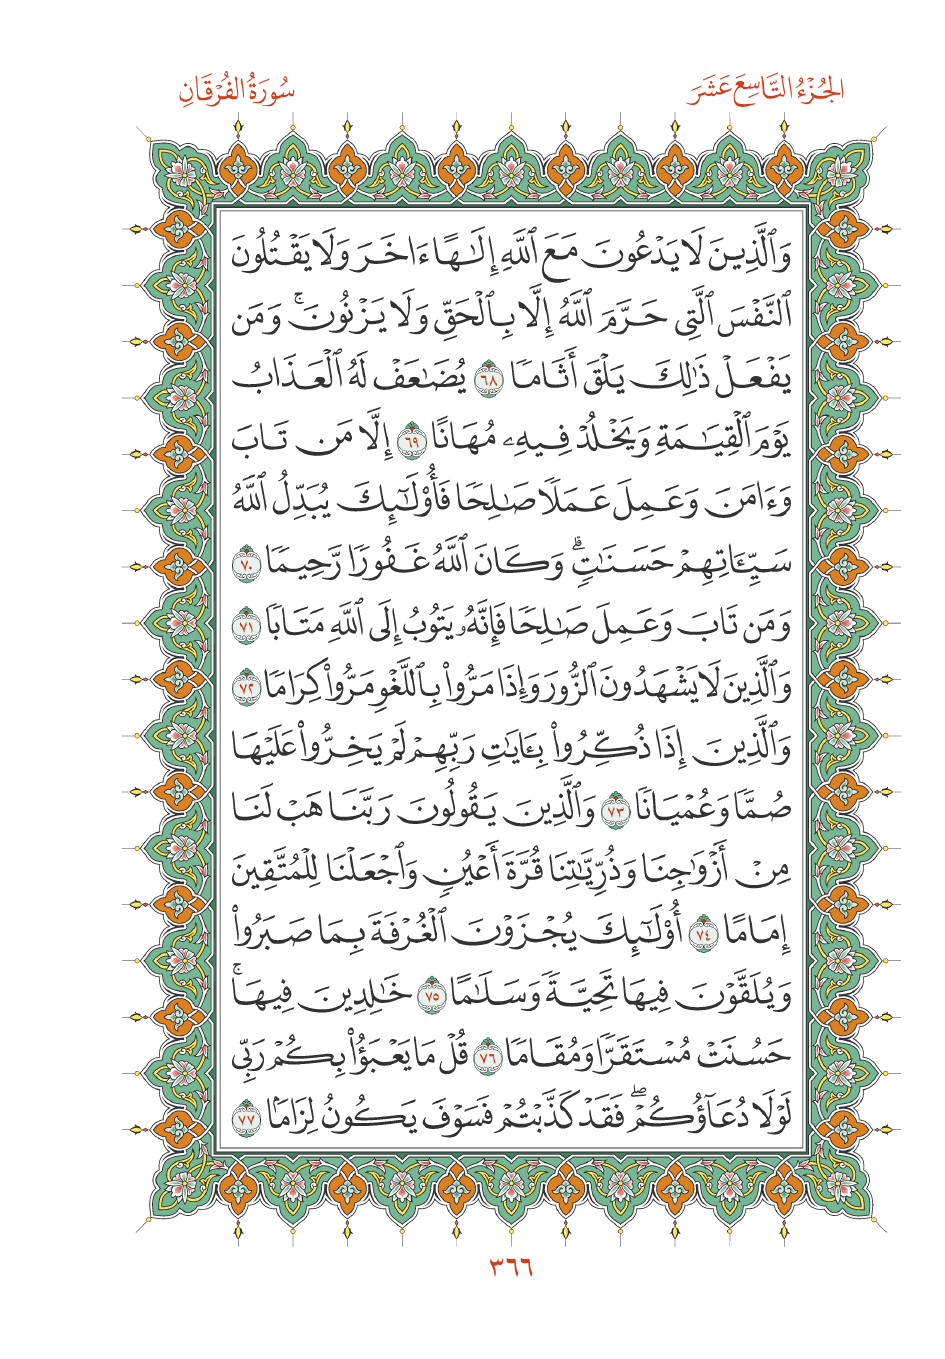 الجُزْءُ التَّاسِعَ عَشَرَ
سُورَةُ الفُرْقَانِ
وَٱلَّذِينَ لَا يَدْعُونَ مَعَ ٱللَّهِ إِلَـٰهًا ءَاخَرَ وَلَا يَقْتُلُونَ
ٱلنَّفْسَ ٱلَّتِي حَرَّمَ ٱللَّهُ إِلَّا بِٱلْحَقِّ وَلَا يَزْنُونَۚ وَمَن
يَفْعَلْ ذَٰلِكَ يَلْقَ أَثَامًا ٦٨ يُضَـٰعَفْ لَهُ ٱلْعَذَابُ
يَوْمَ ٱلْقِيَـٰمَةِ وَيَخْلُدْ فِيهِۦ مُهَانًا ٦٩ إِلَّا مَن تَابَ
وَءَامَنَ وَعَمِلَ عَمَلًا صَـٰلِحًا فَأُوْلَـٰٓئِكَ يُبَدِّلُ ٱللَّهُ
سَيِّـَٔاتِهِمْ حَسَنَـٰتٍۗ وَكَانَ ٱللَّهُ غَفُورًا رَّحِيمًا ٧٠
وَمَن تَابَ وَعَمِلَ صَـٰلِحًا فَإِنَّهُۥ يَتُوبُ إِلَى ٱللَّهِ مَتَابًا ٧١
وَٱلَّذِينَ لَا يَشْهَدُونَ ٱلزُّورَ وَإِذَا مَرُّواْ بِٱللَّغْوِ مَرُّواْ كِرَامًا ٧٢
وَٱلَّذِينَ إِذَا ذُكِّرُواْ بِـَٔايَـٰتِ رَبِّهِمْ لَمْ يَخِرُّواْ عَلَيْهَا
صُمًّا وَعُمْيَانًا ٧٣ وَٱلَّذِينَ يَقُولُونَ رَبَّنَا هَبْ لَنَا
مِنْ أَزْوَٰجِنَا وَذُرِّيَّـٰتِنَا قُرَّةَ أَعْيُنٍ وَٱجْعَلْنَا لِلْمُتَّقِينَ
إِمَامًا ٧٤ أُوْلَـٰٓئِكَ يُجْزَوْنَ ٱلْغُرْفَةَ بِمَا صَبَرُواْ
وَيُلَقَّوْنَ فِيهَا تَحِيَّةً وَسَلَـٰمًا ٧٥ خَـٰلِدِينَ فِيهَاۚ
حَسُنَتْ مُسْتَقَرًّا وَمُقَامًا ٧٦ قُلْ مَا يَعْبَؤُاْ بِكُمْ رَبِّي
لَوْلَا دُعَآؤُكُمْۖ فَقَدْ كَذَّبْتُمْ فَسَوْفَ يَكُونُ لِزَامًۢا ٧٧
٣٦٦